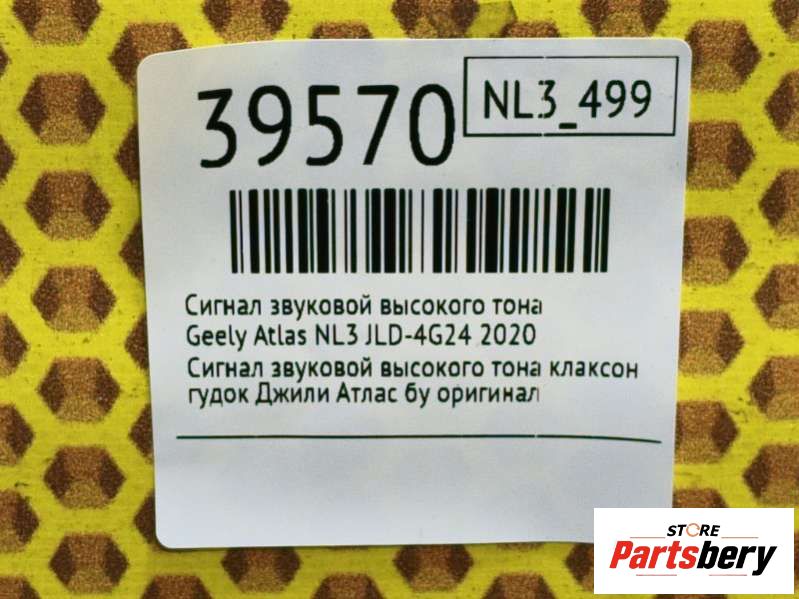 39570
NL3_499
Сигнал звуковой высокого тона
Geely Atlas NL3 JLD-4G24 2020
Сигнал звуковой высокого тона клаксон
гудок Джили Атлас бу оригинал
STORE
Partsbery